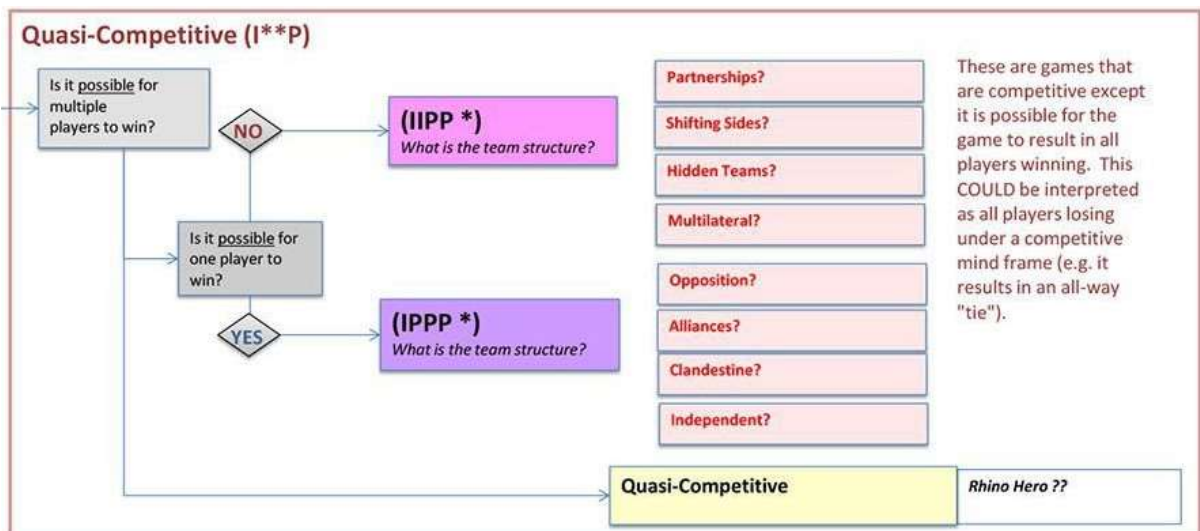 Quasi-Competitive (I**P)
Is it possible for
multiple
players to win?
NO
(IIPP *)
What is the team structure?
Is it possible for
one player to
win?
YES
(IPPP *)
What is the team structure?
Partnerships?
Shifting Sides?
Hidden Teams?
Multilateral?
Opposition?
Alliances?
Clandestine?
Independent?
These are games that
are competitive except
it is possible for the
game to result in all
players winning. This
COULD be interpreted
as all players losing
under a competitive
mind frame (e.g. it
results in an all-way
"tie").
Quasi-Competitive
Rhino Hero ??